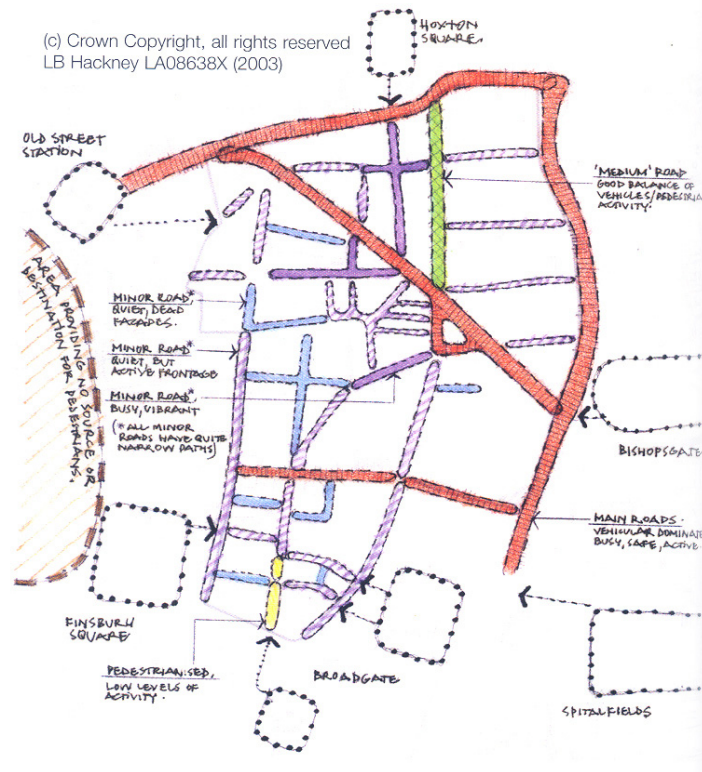 (c) Crown Copyright, all rights reserved
LB Hackney LA08638X (2003)
HOXTON
SQUARE.
OLD STREET
STATION
'MEDIUM' ROAD
GOOD BALANCE OF
VEHICLES/PEDESTRIA
ACTIVITY.
AREA PROVIDING NO SOURCE OR
DESTINATION FOR PEDESTRIANS.
MINOR ROAD*
QUIET, DEAD
FAZADES.
MINOR ROAD*
QUIET, BUT
ACTIVE FRONTAGE
MINOR ROAD*,
BUSY, VIBRANT
(* ALL MINOR
ROADS HAVE QUITE
NARROW PATHS)
BISHOPSGATE
MAIN ROADS.
VEHICULAR DOMINATE
BUSY, SAFE, ACTIVE.
FINSBURY
SQUARE
PEDESTRIANISED,
LOW LEVELS OF
ACTIVITY.
BROADGATE
SPITALFIELDS